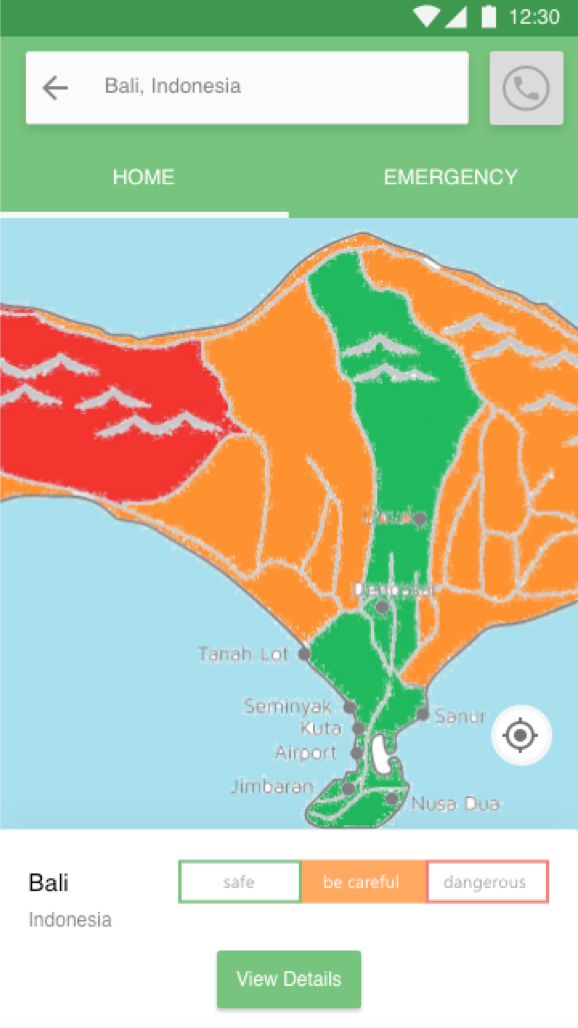 12:30
Bali, Indonesia
HOME
EMERGENCY
Ubud
Denpasar
Tanah Lot
Seminyak
Sanur
Kuta
Airport
Jimbaran
Nusa Dua
Bali
safe
be careful
dangerous
Indonesia
View Details